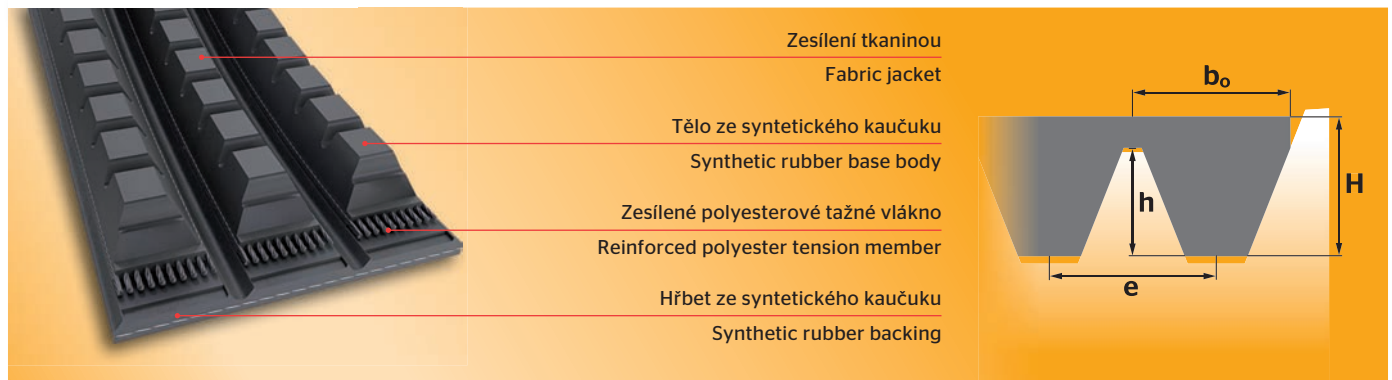 Zesílení tkaninou
Fabric jacket
Tělo ze syntetického kaučuku
Synthetic rubber base body
Zesílené polyesterové tažné vlákno
Reinforced polyester tension member
Hřbet ze syntetického kaučuku
Synthetic rubber backing
bo
H
h
e